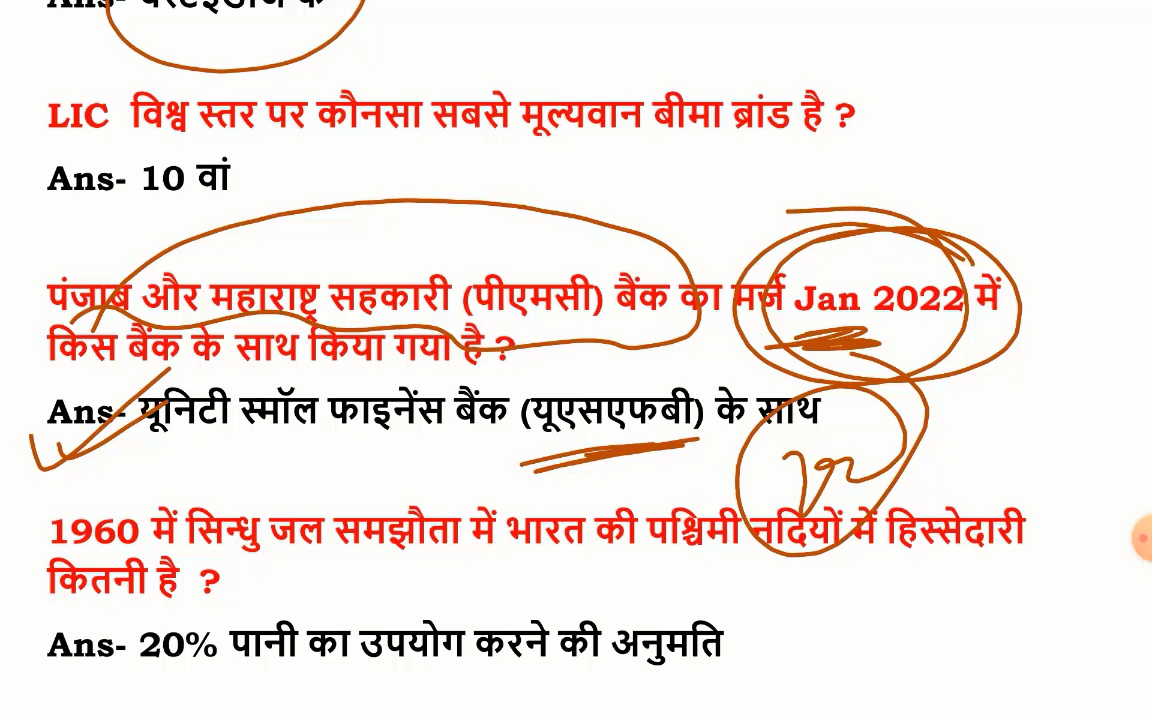 Ans-
LIC विश्व स्तर पर कौनसा सबसे मूल्यवान बीमा ब्रांड है ?
Ans- 10 वां
पंजाब और महाराष्ट्र सहकारी (पीएमसी) बैंक का मर्ज Jan 2022 में
किस बैंक के साथ किया गया है ?
Ans- यूनिटी स्मॉल फाइनेंस बैंक (यूएसएफबी) के साथ
1960 में सिन्धु जल समझौता में भारत की पश्चिमी नदियों में हिस्सेदारी
कितनी है ?
Ans- 20% पानी का उपयोग करने की अनुमति